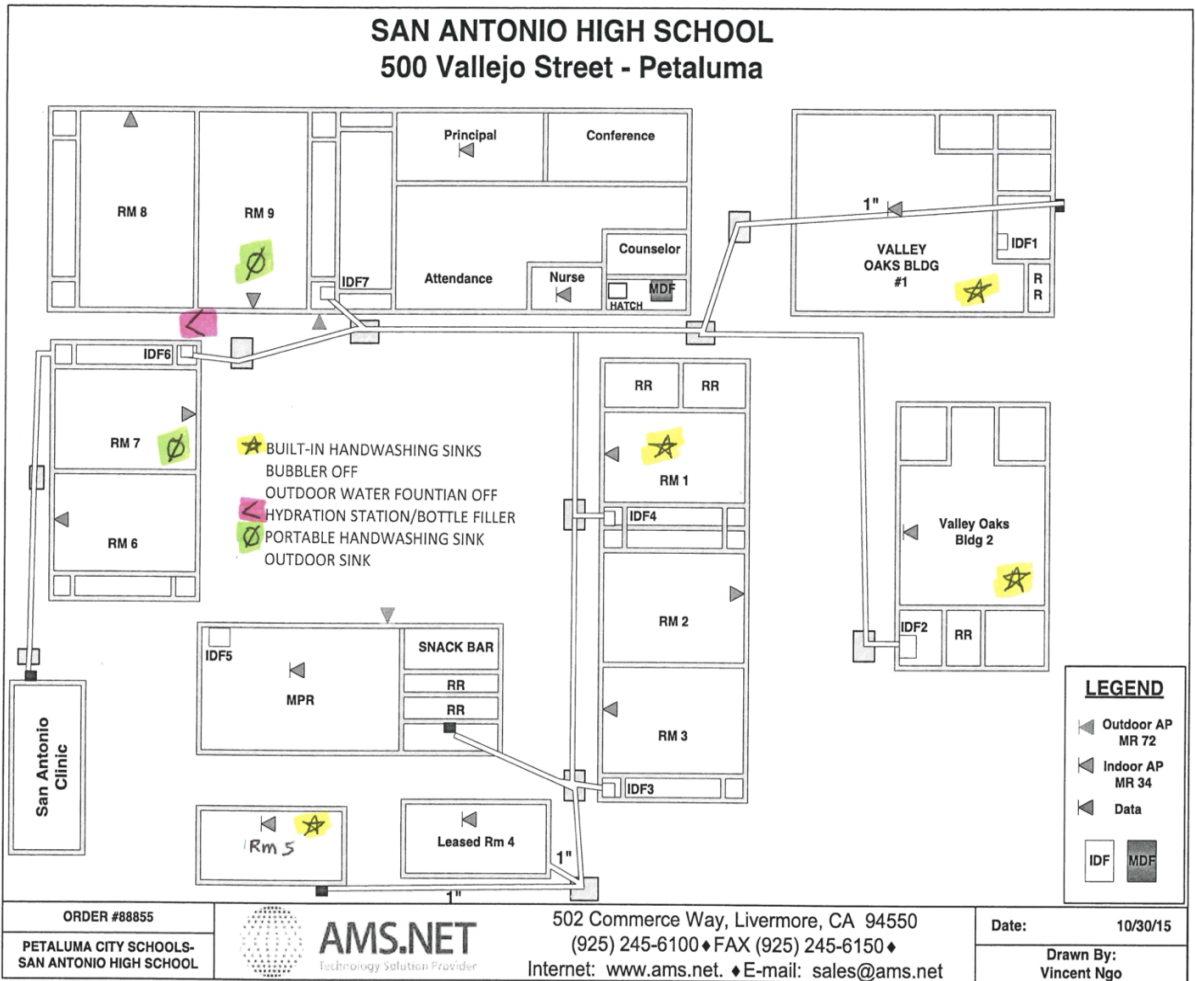 SAN ANTONIO HIGH SCHOOL
500 Vallejo Street - Petaluma
Principal
Conference
RM 8
RM 9
1"
Counselor
VALLEY
OAKS BLDG
#1
IDF1
IDF7
Attendance
Nurse
MDF
HATCH
R
R
IDF6
RR
RR
RM 7
BUILT-IN HANDWASHING SINKS
BUBBLER OFF
OUTDOOR WATER FOUNTIAN OFF
HYDRATION STATION/BOTTLE FILLER
PORTABLE HANDWASHING SINK
OUTDOOR SINK
RM 1
IDF4
RM 6
Valley Oaks
Bldg 2
RM 2
IDF2
RR
IDF5
SNACK BAR
RR
RR
MPR
RM 3
IDF3
San Antonio
Clinic
Rm 5
Leased Rm 4
1"
1"
LEGEND
Outdoor AP
MR 72
Indoor AP
MR 34
Data
IDF
MDF
ORDER #88855
PETALUMA CITY SCHOOLS-
SAN ANTONIO HIGH SCHOOL
AMS.NET
Technology Solution Provider
502 Commerce Way, Livermore, CA 94550
(925) 245-6100♦FAX (925) 245-6150♦
Internet: www.ams.net. ♦E-mail: sales@ams.net
Date: 10/30/15
Drawn By:
Vincent Ngo